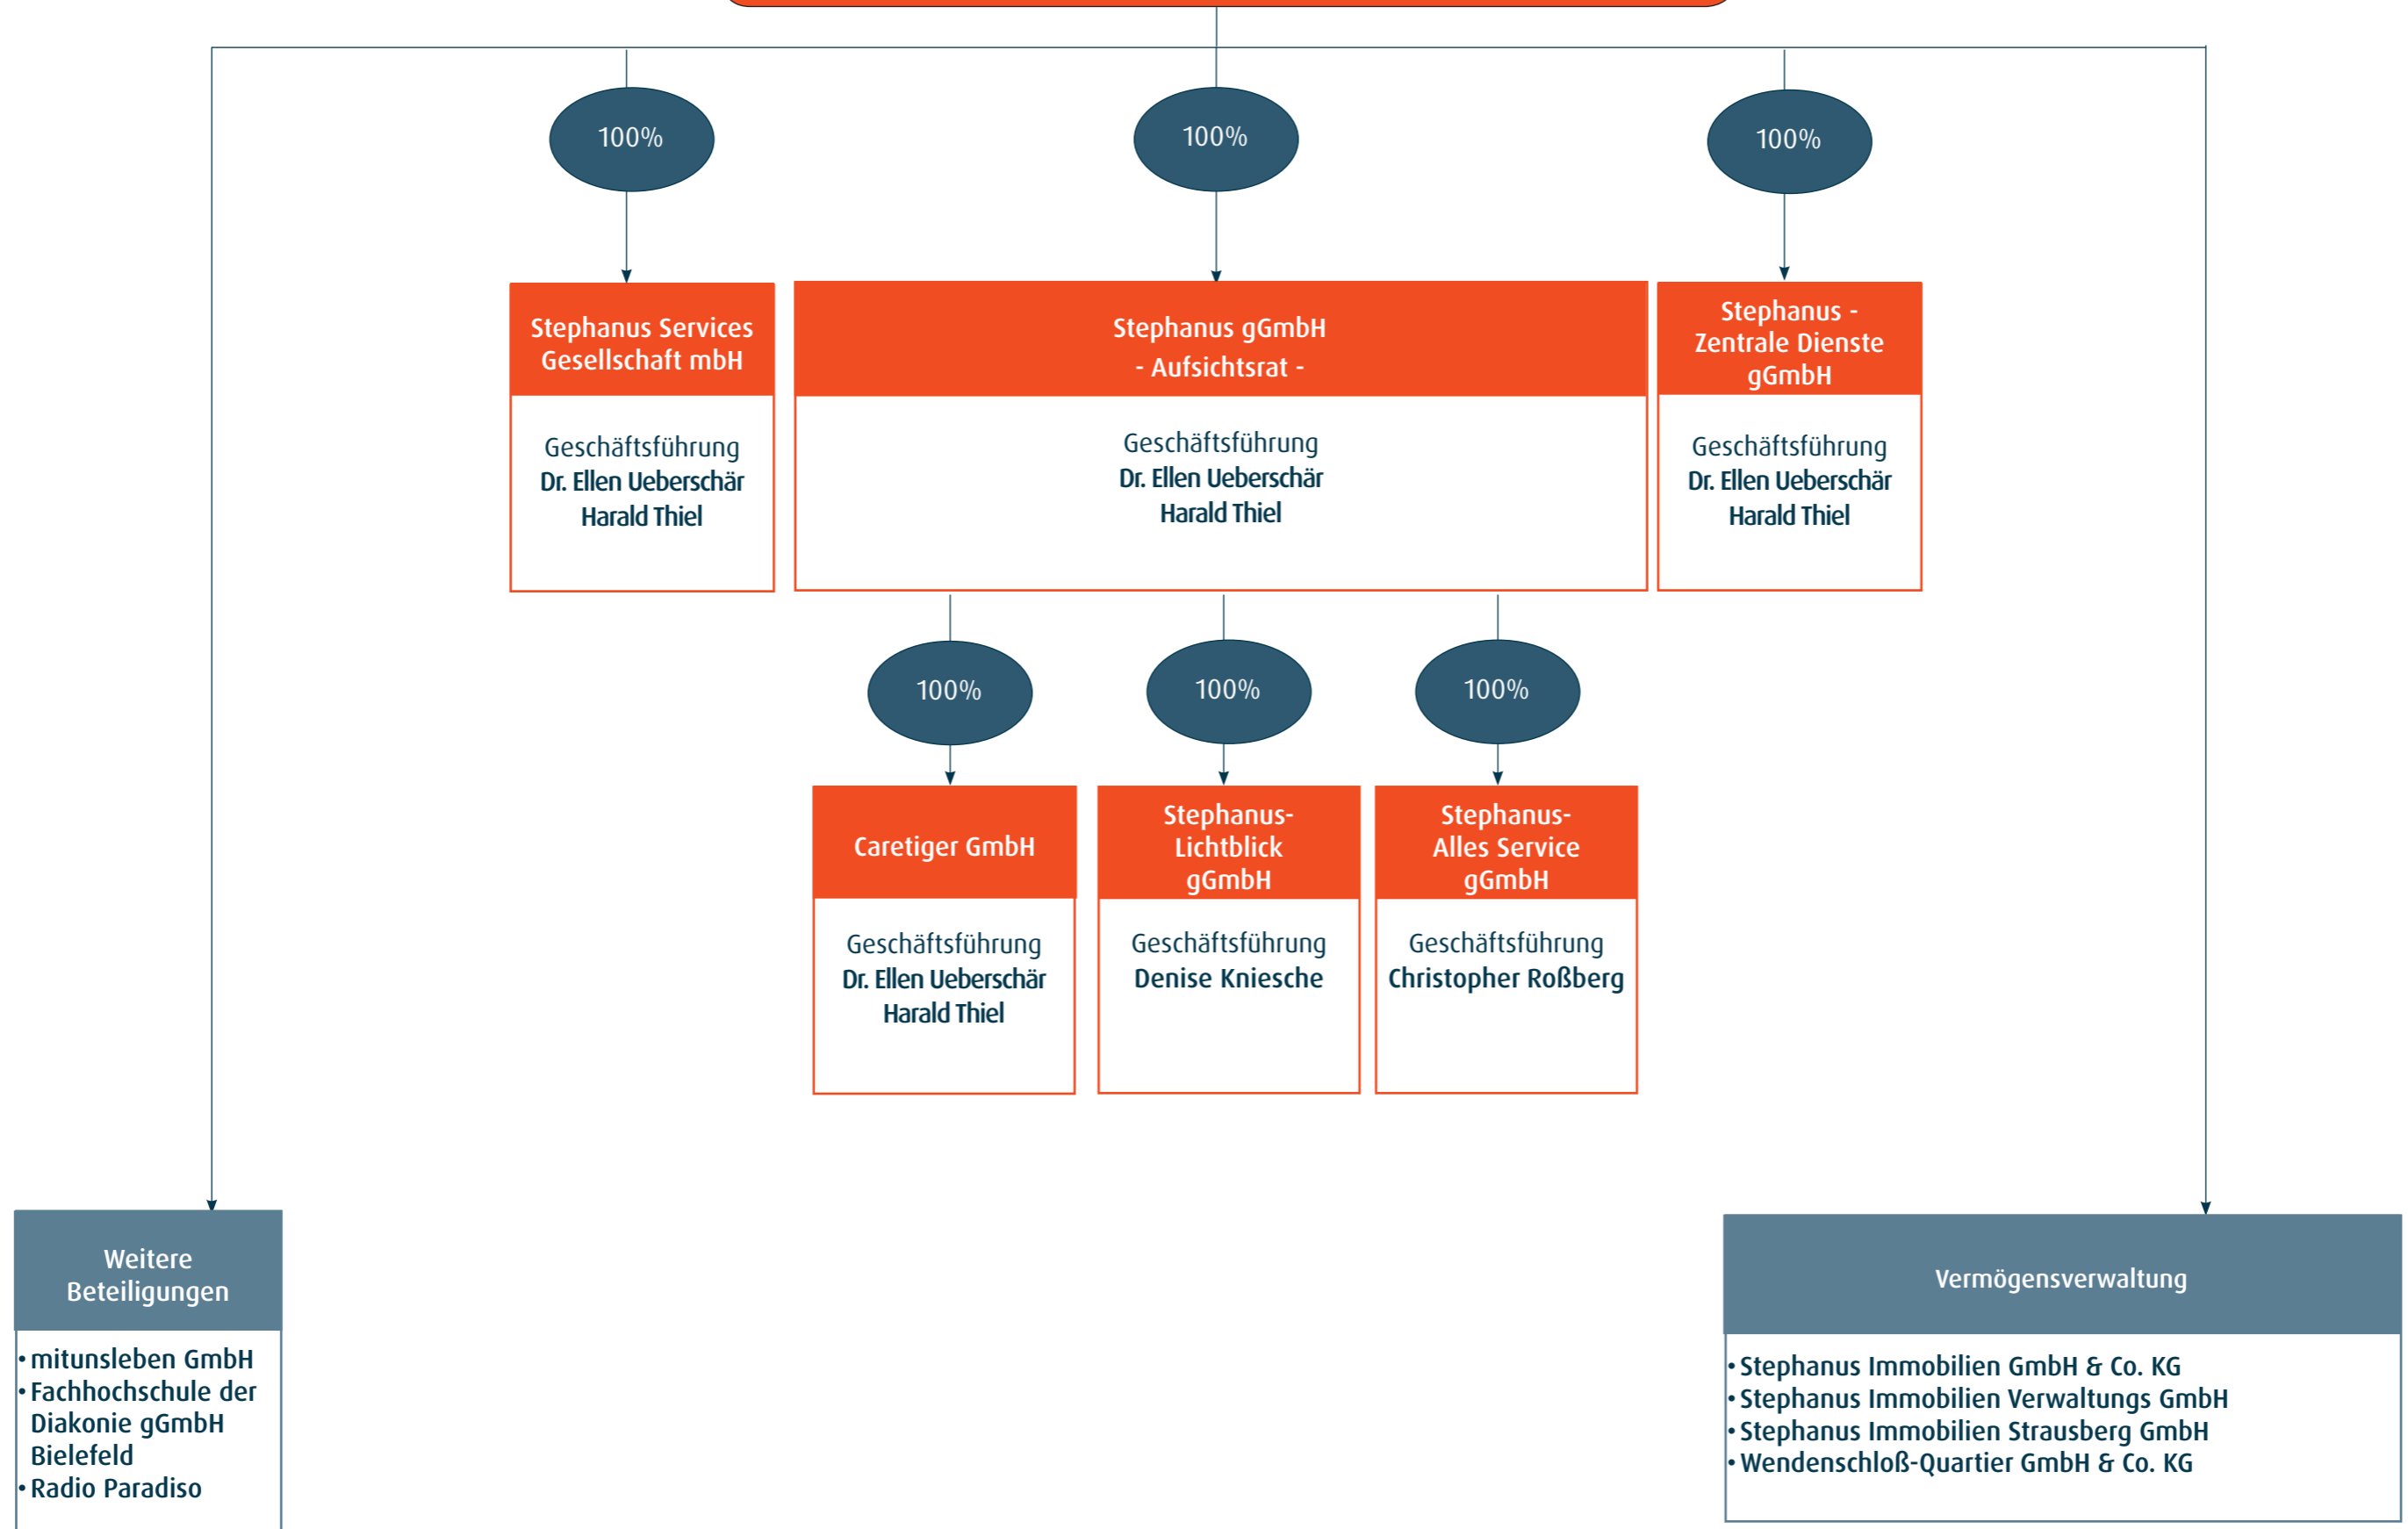 100%
100%
100%
Stephanus Services
Gesellschaft mbH
Geschäftsführung
Dr. Ellen Ueberschär
Harald Thiel
Stephanus gGmbH
- Aufsichtsrat -
Geschäftsführung
Dr. Ellen Ueberschär
Harald Thiel
Stephanus -
Zentrale Dienste
gGmbH
Geschäftsführung
Dr. Ellen Ueberschär
Harald Thiel
100%
100%
100%
Caretiger GmbH
Geschäftsführung
Dr. Ellen Ueberschär
Harald Thiel
Stephanus-
Lichtblick
gGmbH
Geschäftsführung
Denise Kniesche
Stephanus-
Alles Service
gGmbH
Geschäftsführung
Christopher Roßberg
Weitere
Beteiligungen
• mitunsleben GmbH
• Fachhochschule der
Diakonie gGmbH
Bielefeld
• Radio Paradiso
Vermögensverwaltung
• Stephanus Immobilien GmbH & Co. KG
• Stephanus Immobilien Verwaltungs GmbH
• Stephanus Immobilien Strausberg GmbH
• Wendenschloß-Quartier GmbH & Co. KG